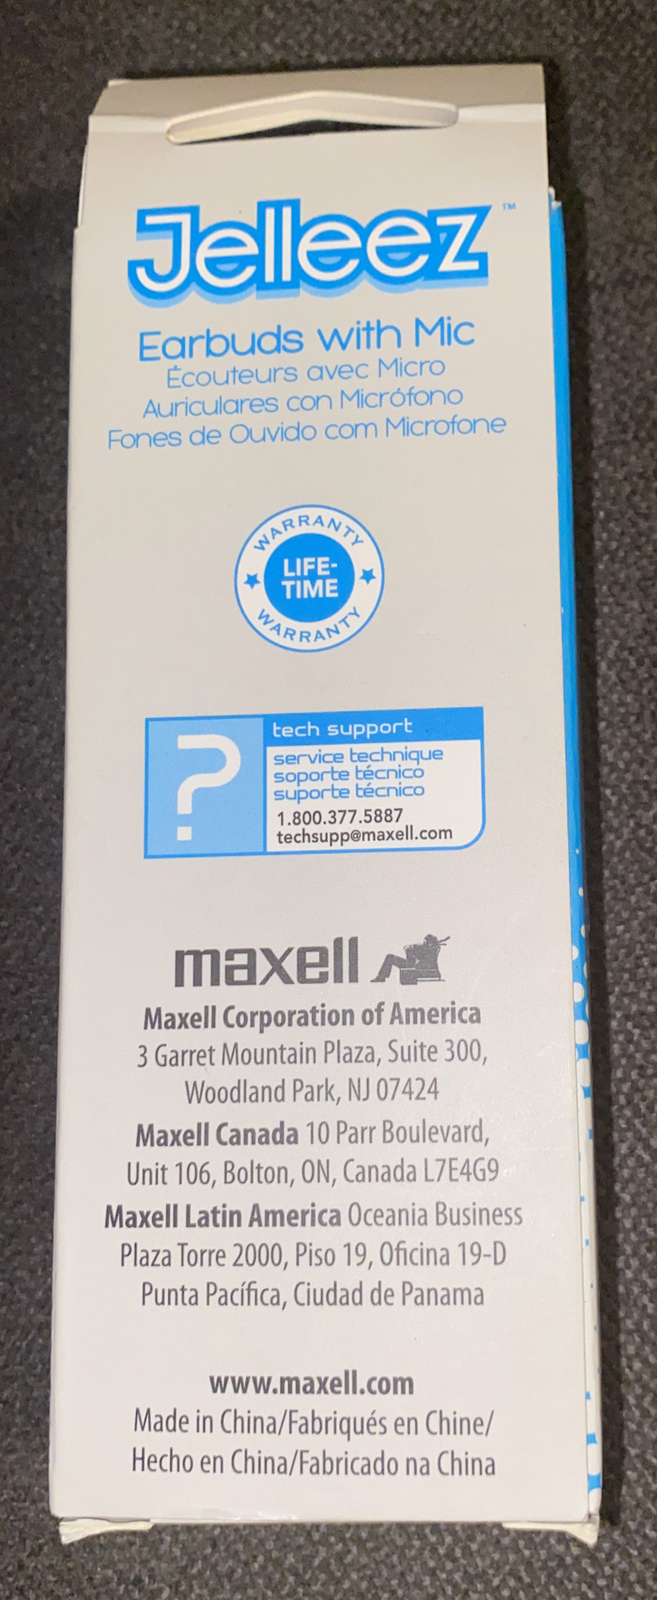 Jelleez™
Earbuds with Mic
Écouteurs avec Micro
Auriculares con Micrófono
Fones de Ouvido com Microfone
WARRANTY
LIFE-
TIME
WARRANTY
?
tech support
service technique
soporte técnico
suporte técnico
1.800.377.5887
techsupp@maxell.com
maxell
Maxell Corporation of America
3 Garret Mountain Plaza, Suite 300,
Woodland Park, NJ 07424
Maxell Canada 10 Parr Boulevard,
Unit 106, Bolton, ON, Canada L7E4G9
Maxell Latin America Oceania Business
Plaza Torre 2000, Piso 19, Oficina 19-D
Punta Pacífica, Ciudad de Panama
www.maxell.com
Made in China/Fabriqués en Chine/
Hecho en China/Fabricado na China